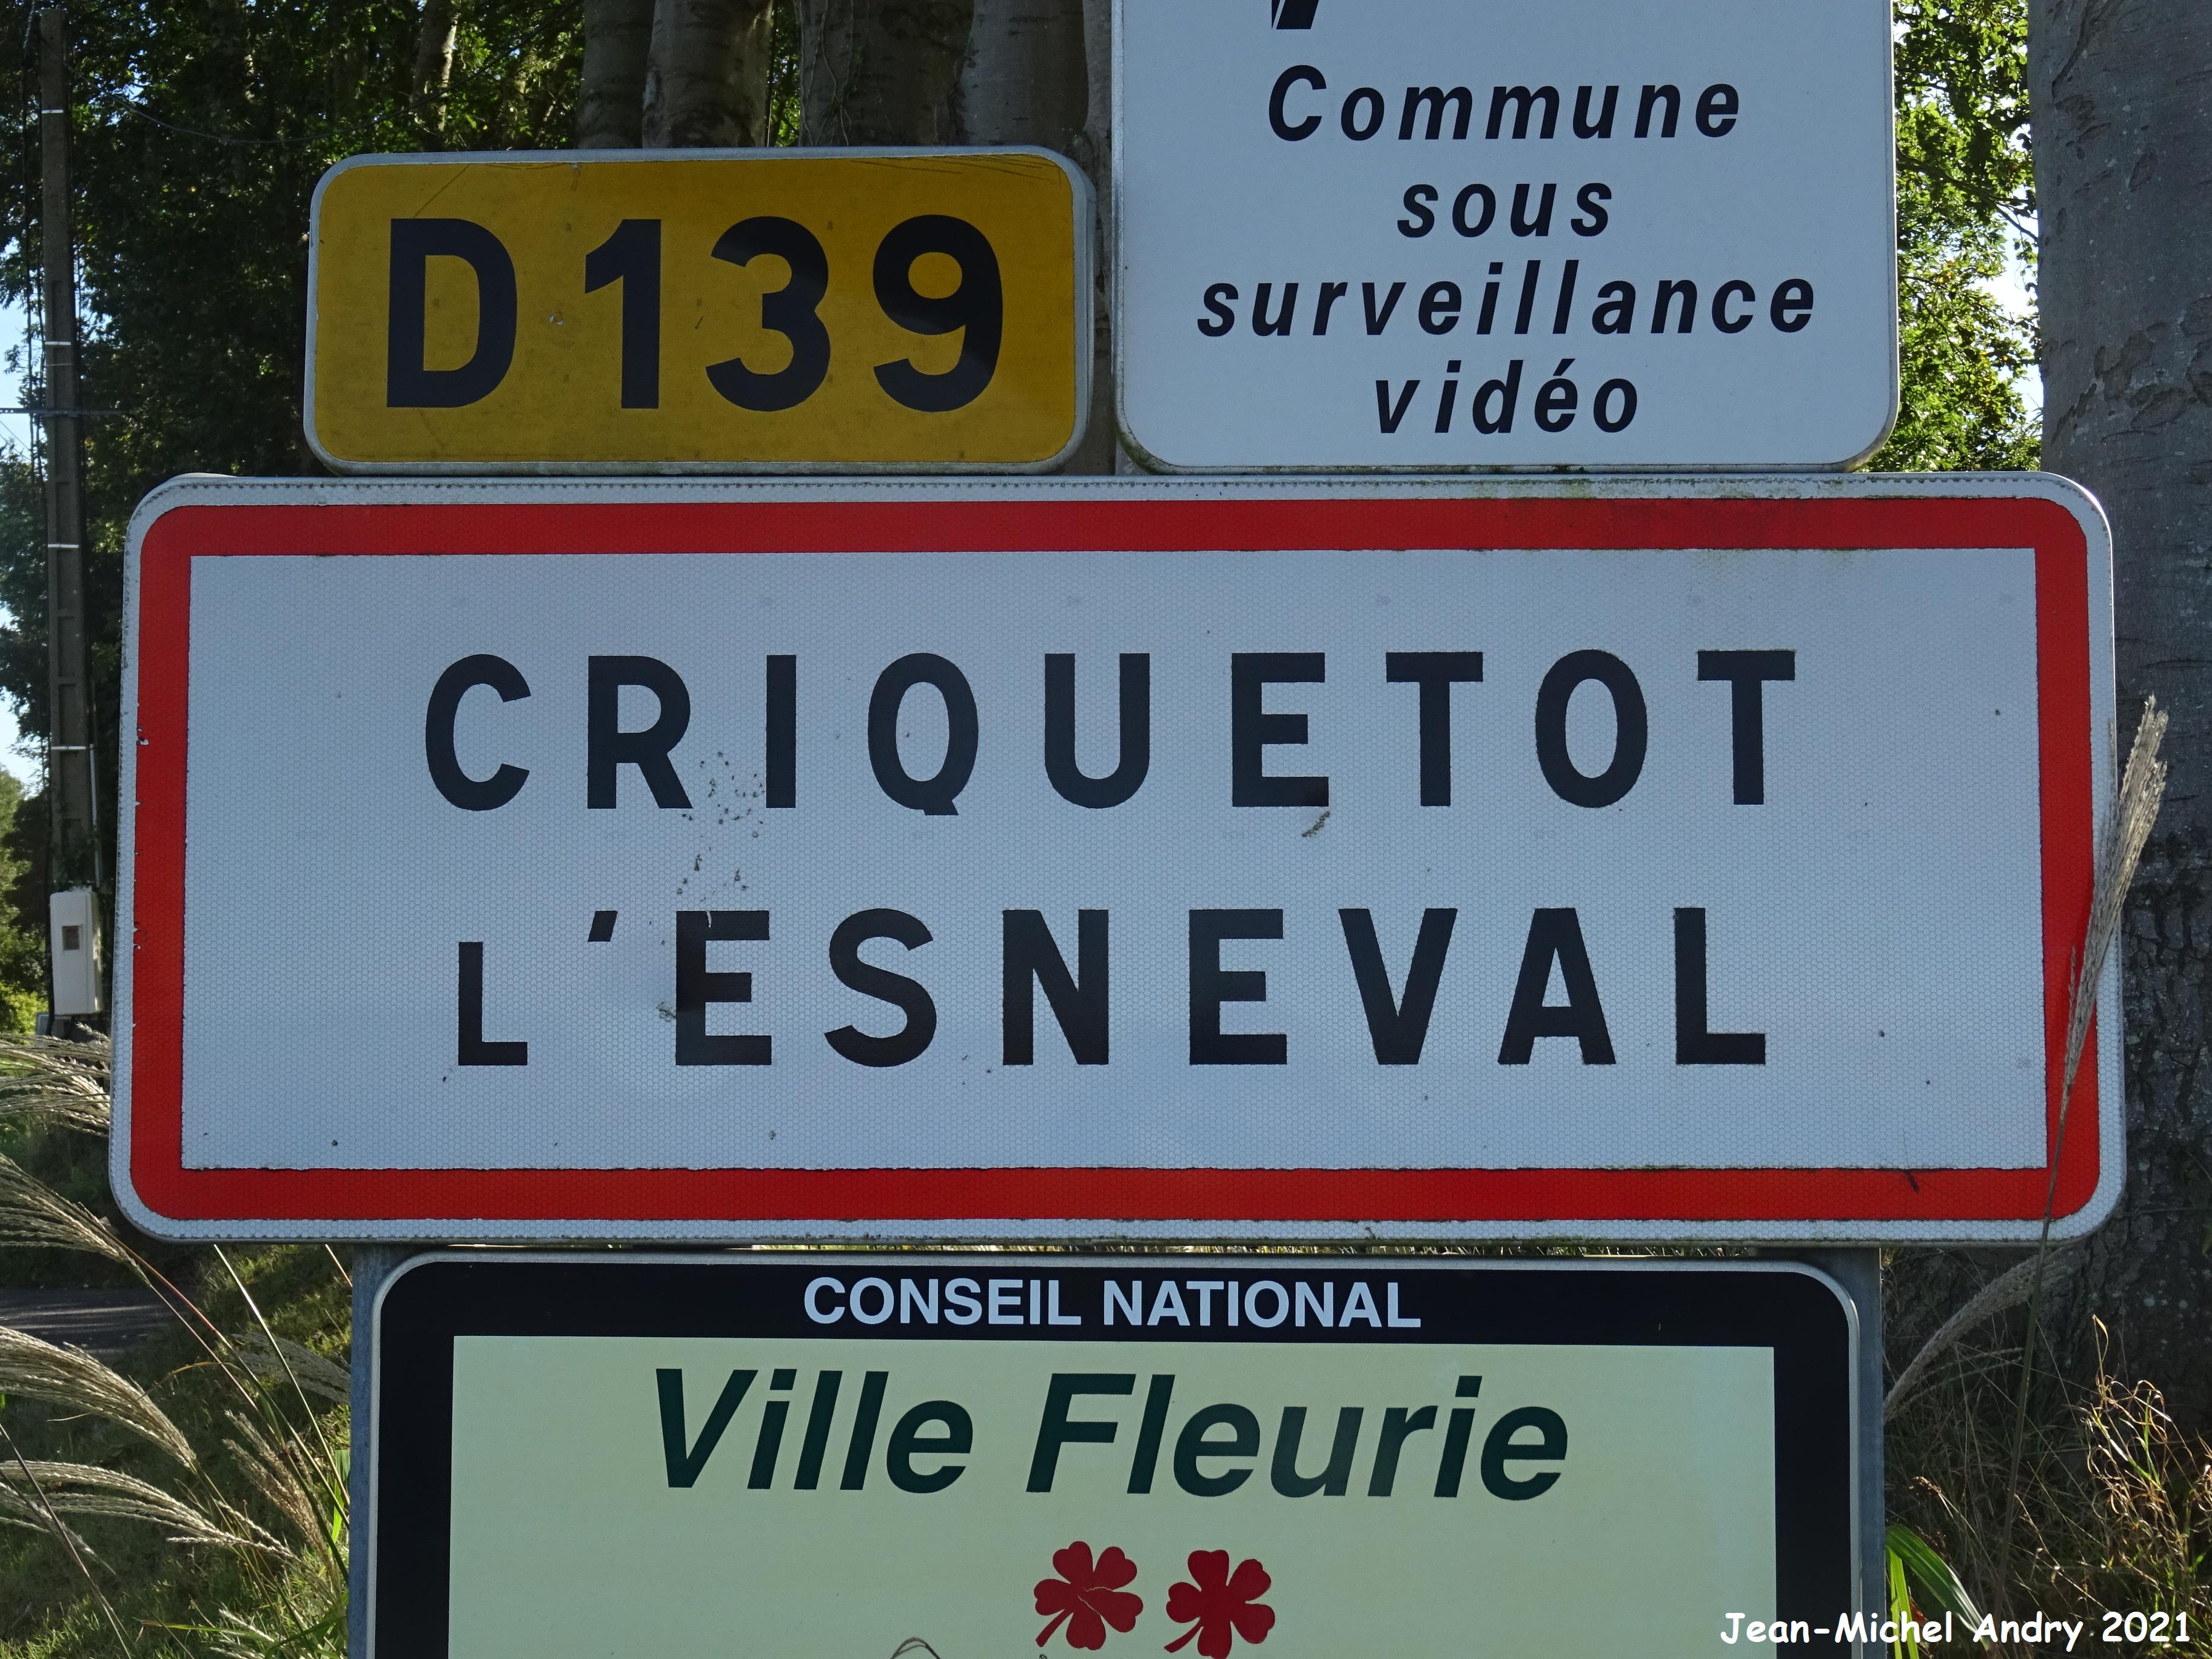 D139
Commune
sous
surveillance
vidéo
CRIQUETOT
L'ESNEVAL
CONSEIL NATIONAL
Ville Fleurie
Jean-Michel Andry 2021